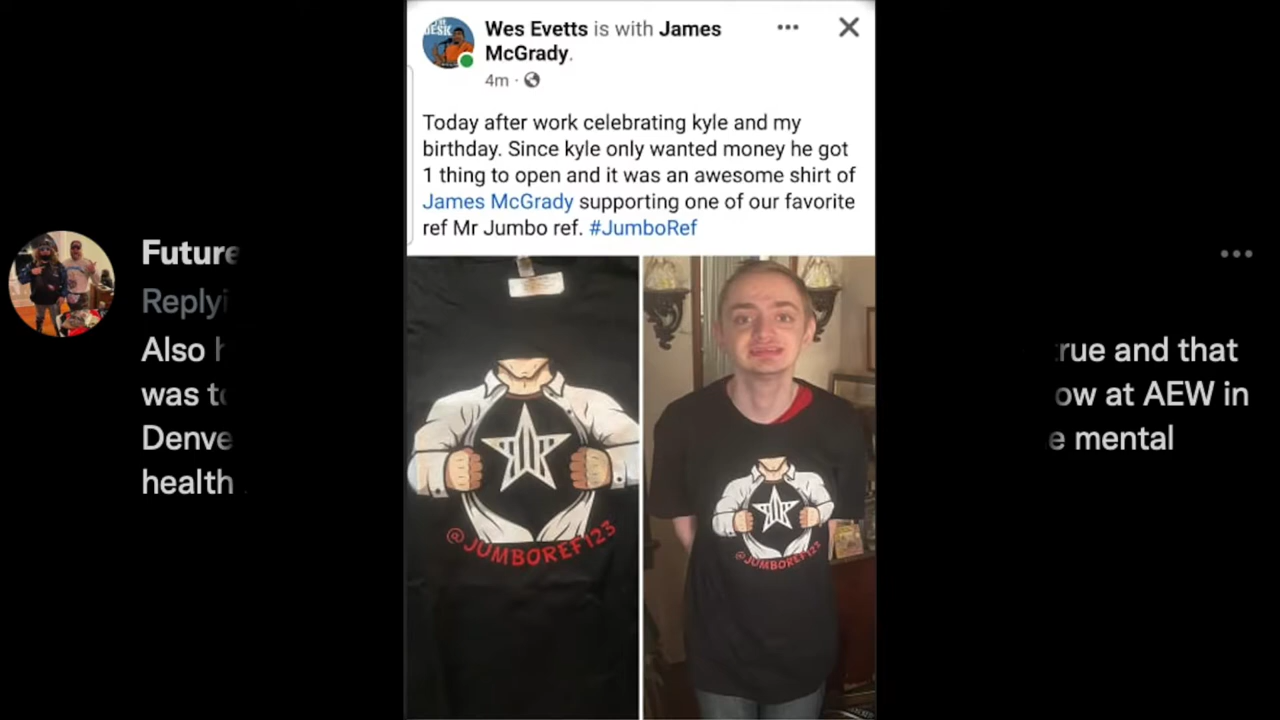 Wes Evetts is with James
McGrady.
4m
Today after work celebrating kyle and my
birthday. Since kyle only wanted money he got
1 thing to open and it was an awesome shirt of
James McGrady supporting one of our favorite
ref Mr Jumbo ref. #JumboRef
@JUMBOREF123
@JUMBOREF123
DESK
Future
Also
was
and that
at AEW in
mental
health